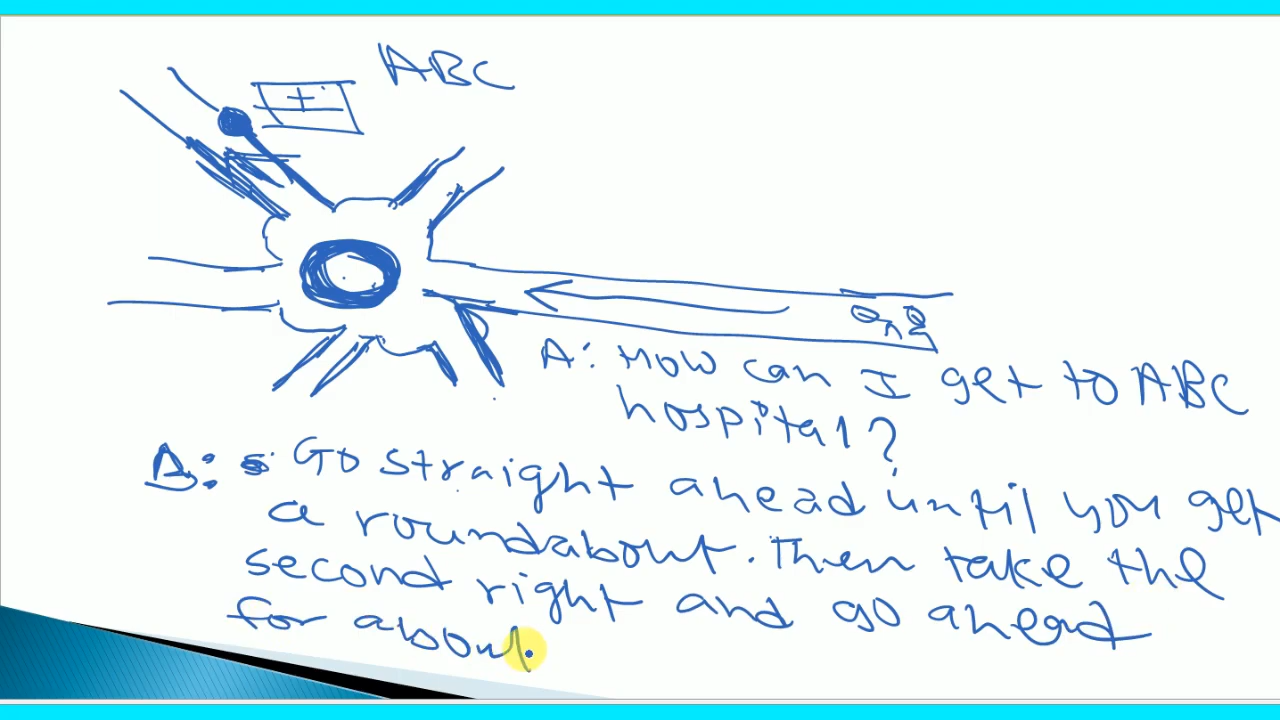 ABC
A: How can I get to ABC
hospital?
B: Go straight ahead until you get
a roundabout. Then take the
second right and go ahead
for about